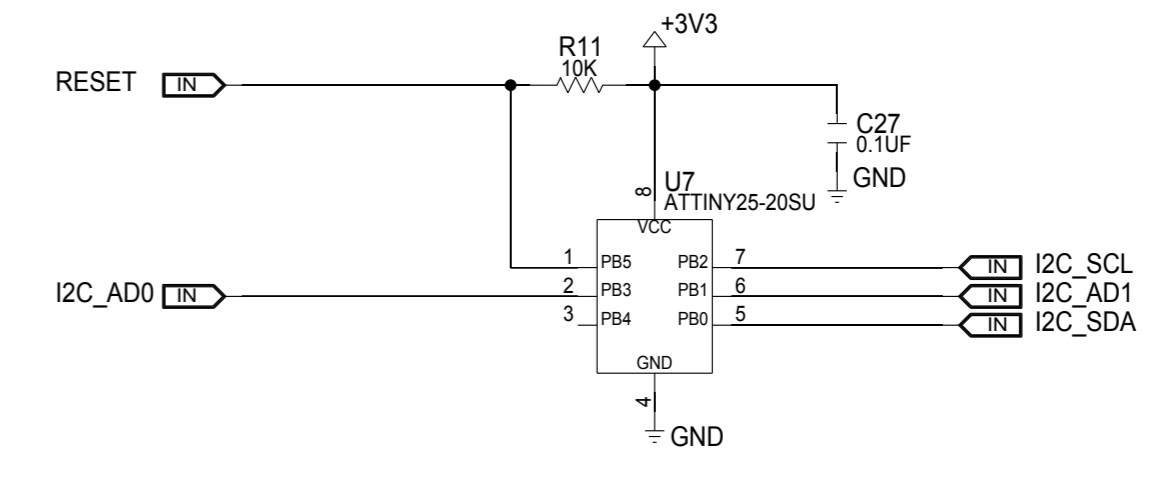 +3V3
R11
10K
RESET IN
C27
0.1UF
GND
8
U7
ATTINY25-20SU
VCC
1 PB5 PB2 7 IN I2C_SCL
I2C_AD0 IN 2 PB3 PB1 6 IN I2C_AD1
3 PB4 PB0 5 IN I2C_SDA
GND
4
GND